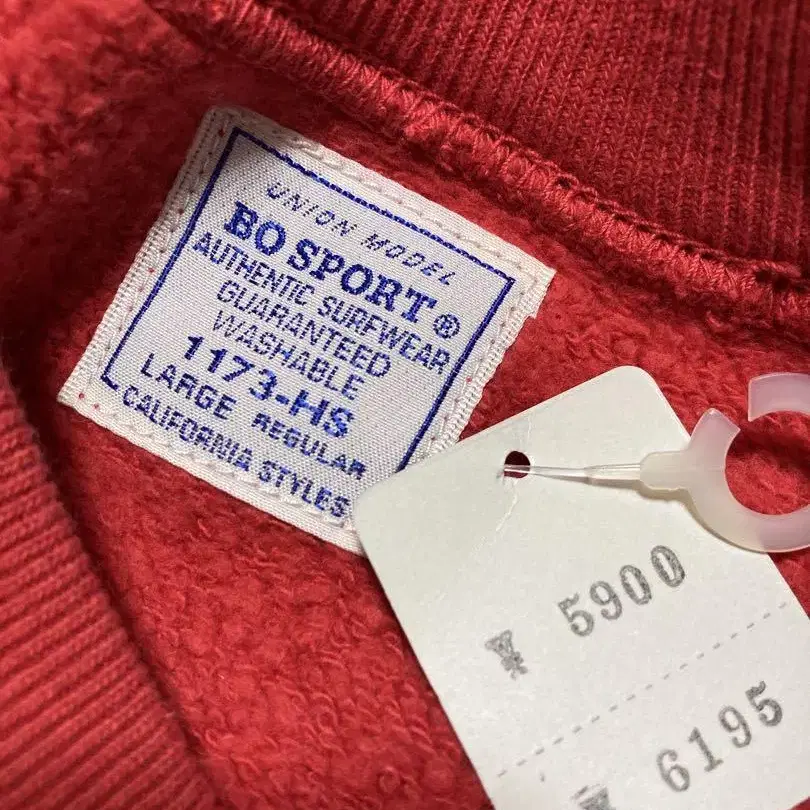 UNION MODEL
BO SPORT®
AUTHENTIC SURFWEAR
GUARANTEED
WASHABLE
1173-HS
LARGE REGULAR
CALIFORNIA STYLES
¥ 5900
¥ 6195